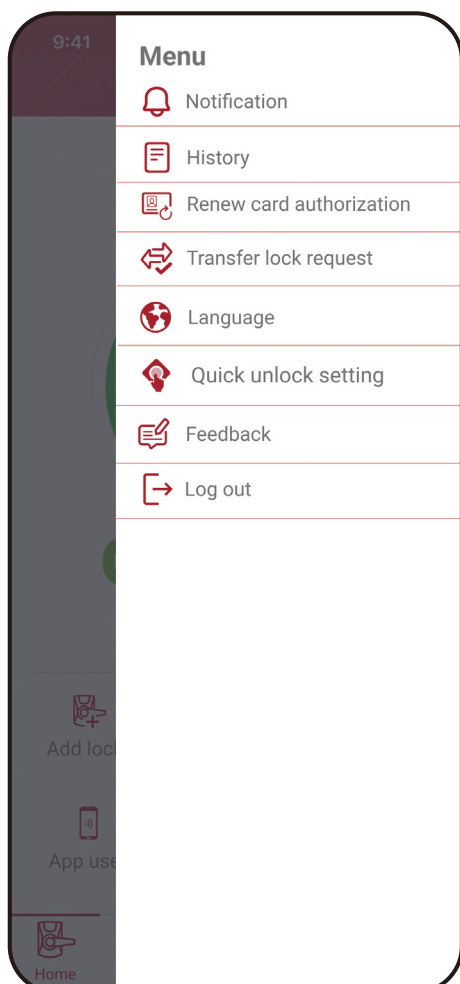 9:41
Menu
Notification
History
Renew card authorization
Transfer lock request
Language
Quick unlock setting
Feedback
Log out
Add loc
App use
Home